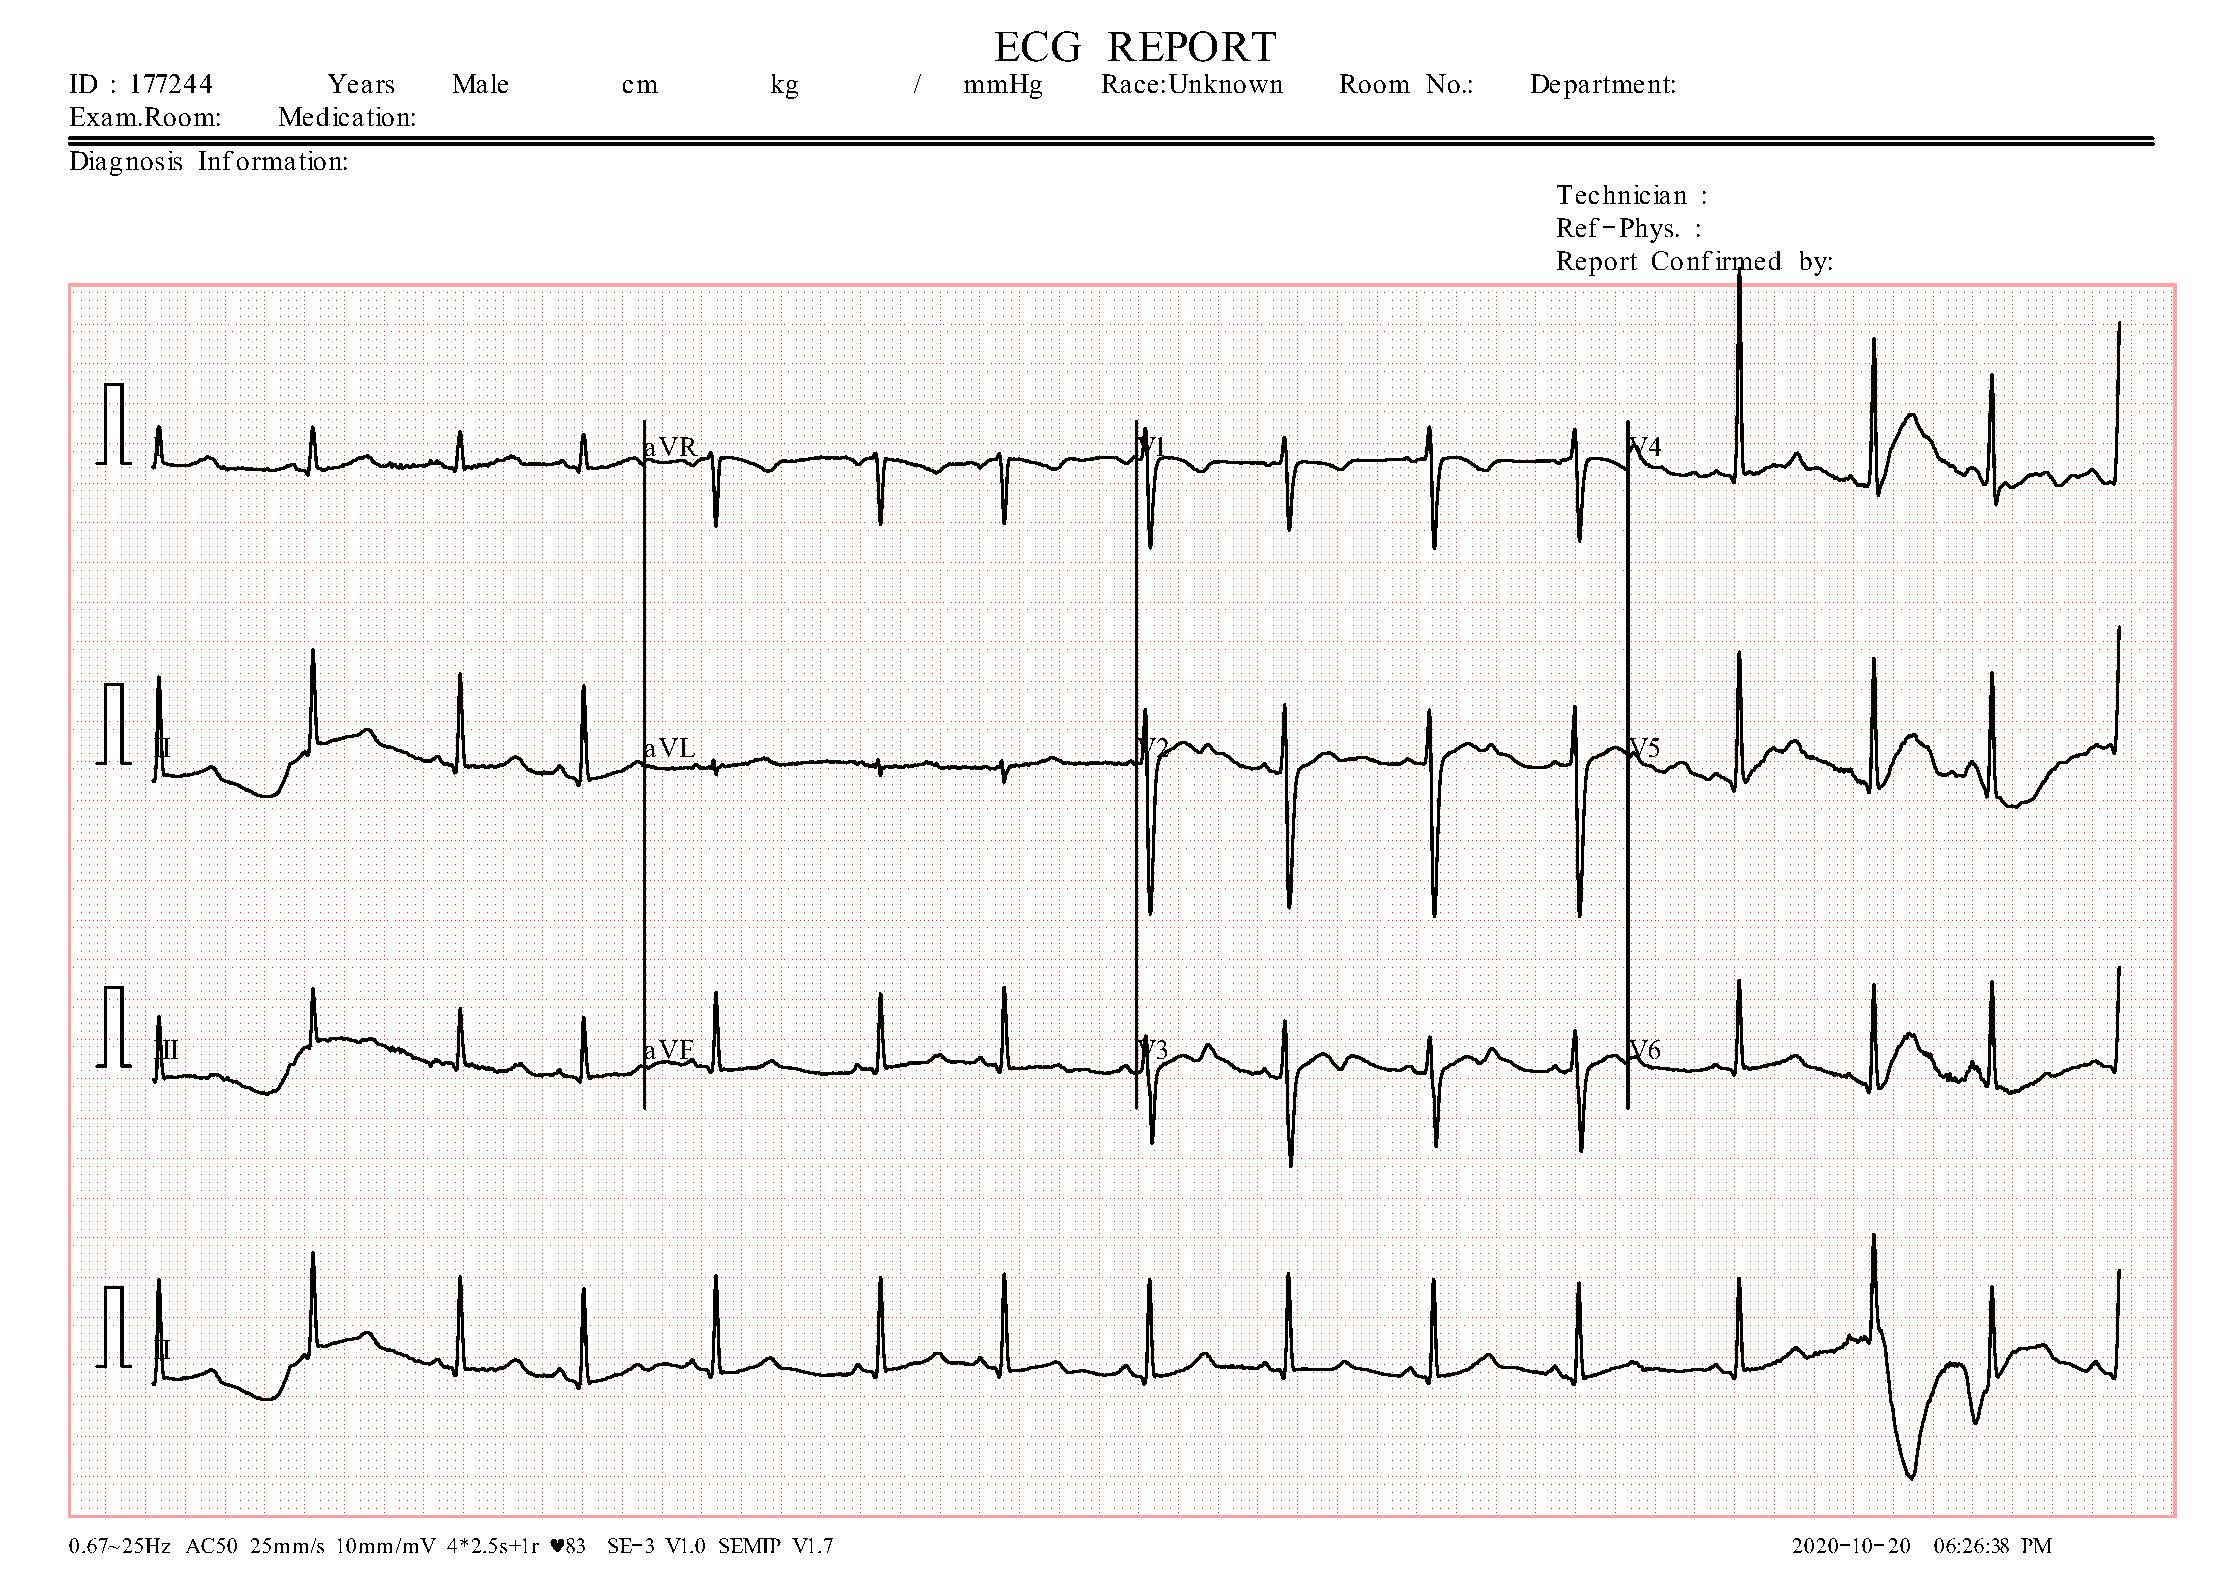 ECG REPORT
ID : 177244 Years Male cm kg / mmHg Race:Unknown Room No.: Department:
Exam.Room: Medication:
Diagnosis Information:
Technician :
Ref-Phys. :
Report Confirmed by:
aVR V1 V4
II aVL V2 V5
III aVF V3 V6
II
0.67~25Hz AC50 25mm/s 10mm/mV 4*2.5s+1r ♥83 SE-3 V1.0 SEMIP V1.7 2020-10-20 06:26:38 PM